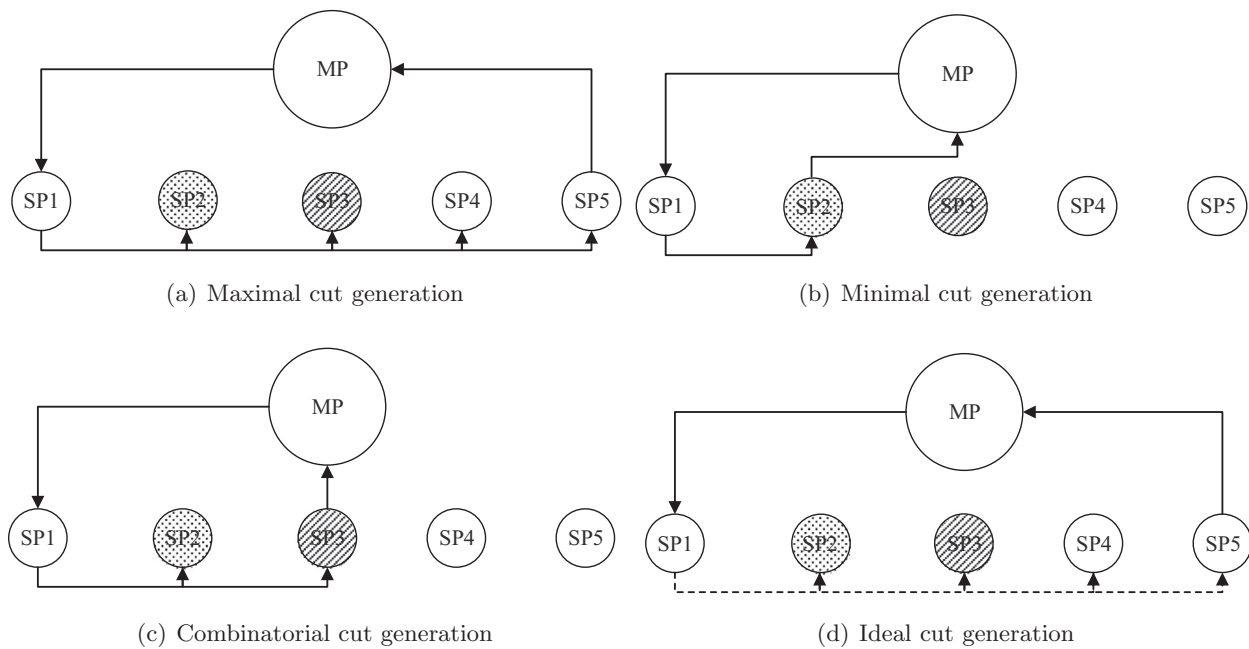 MP
SP1 SP2 SP3 SP4 SP5
(a) Maximal cut generation
MP
SP1 SP2 SP3 SP4 SP5
(b) Minimal cut generation
MP
SP1 SP2 SP3 SP4 SP5
(c) Combinatorial cut generation
MP
SP1 SP2 SP3 SP4 SP5
(d) Ideal cut generation